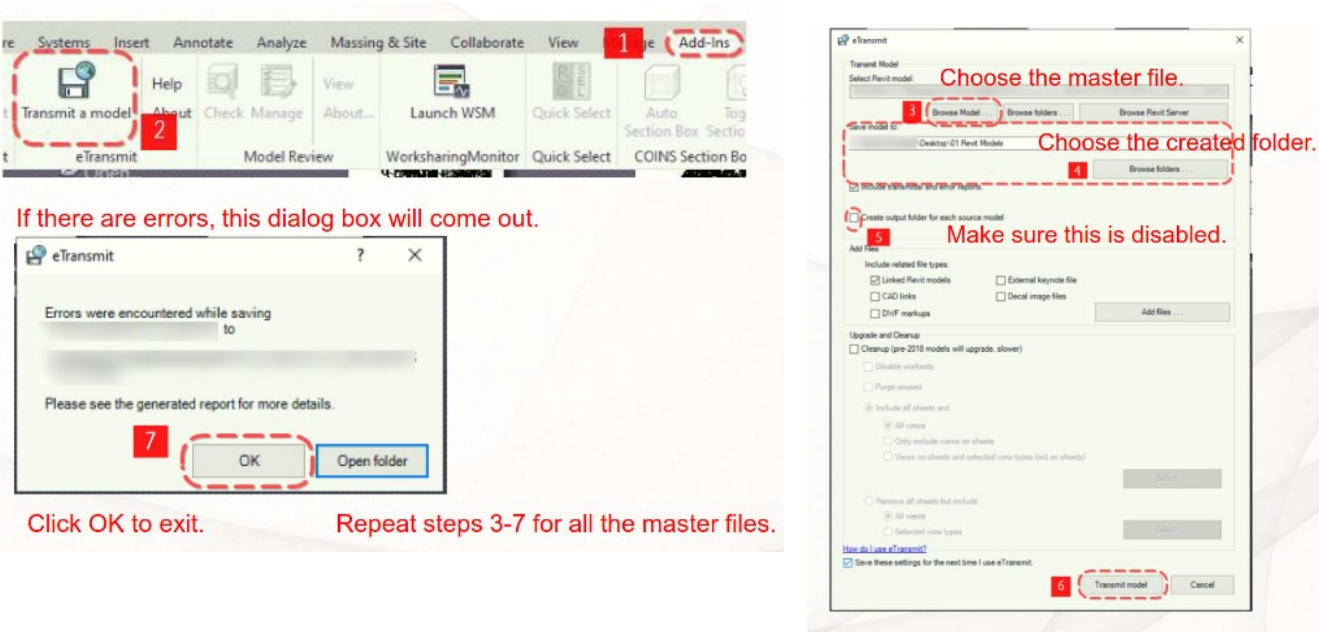 re Systems Insert Annotate Analyze Massing & Site Collaborate View 1 ge Add-Ins
Transmit a model
2
Help
About
eTransmit
Check Manage
View
About...
Model Review
Launch WSM
WorksharingMonitor
Quick Select
Quick Select
Auto
Section Box
Tog
Sectio
COINS Section Bo
Open
If there are errors, this dialog box will come out.
eTransmit ? ×
Errors were encountered while saving
to
Please see the generated report for more details.
7
OK Open folder
Click OK to exit. Repeat steps 3-7 for all the master files.
eTransmit ×
Transmit Model
Select Revit model:
Choose the master file.
3 Browse Model . . . Browse folders . . . Browse Revit Server
Save model to:
\Desktop\01 Revit Models
Choose the created folder.
4 Browse folders . . .
Include transmittal and error reports.
Create output folder for each source model
5 Make sure this is disabled.
Add Files
Include related file types:
Linked Revit models External keynote file
CAD links Decal image files
DWF markups Add files . . .
Upgrade and Cleanup
Cleanup (pre-2018 models will upgrade, slower)
Disable worksets
Purge unused
Include all sheets and
All views
Only include views on sheets
Views on sheets and selected view types (not on sheets)
Select . . .
Remove all sheets but include
All views
Selected view types Select . . .
How do I use eTransmit?
Save these settings for the next time I use eTransmit.
6 Transmit model Cancel